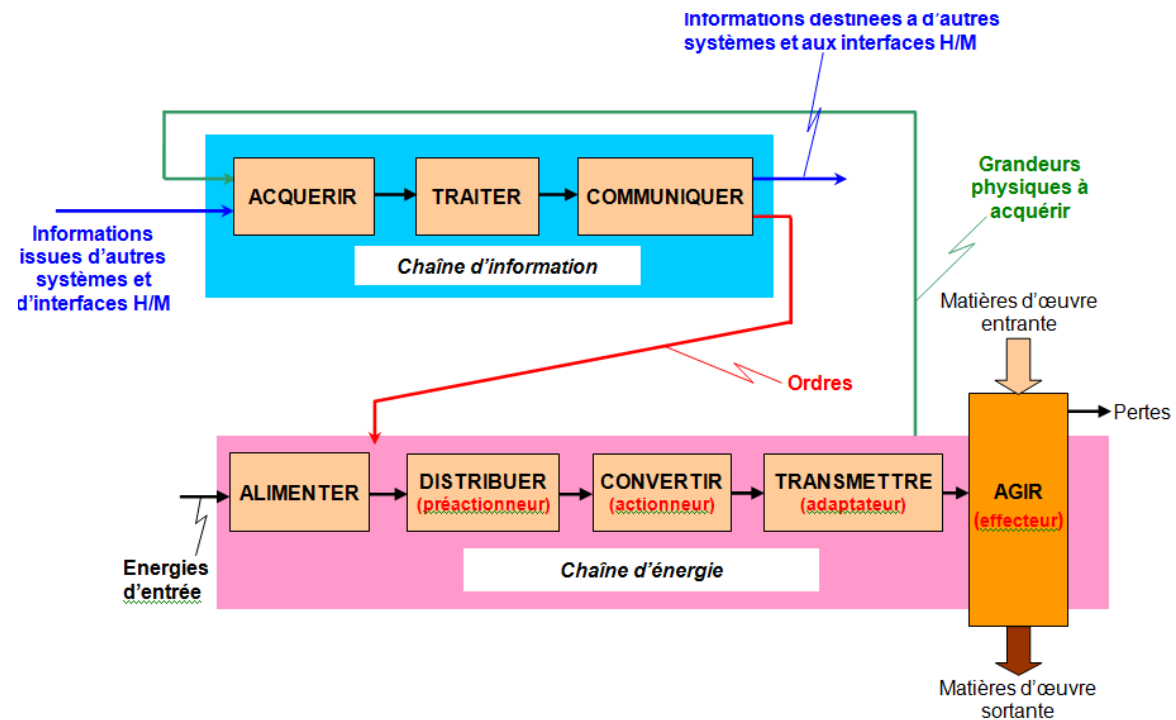 Informations destinées à d'autres
systèmes et aux interfaces H/M
ACQUERIR
TRAITER
COMMUNIQUER
Grandeurs
physiques à
acquérir
Informations
issues d'autres
systèmes et
d'interfaces H/M
Chaîne d'information
Matières d'œuvre
entrante
Ordres
Pertes
ALIMENTER
DISTRIBUER
(préactionneur)
CONVERTIR
(actionneur)
TRANSMETTRE
(adaptateur)
AGIR
(effecteur)
Energies
d'entrée
Chaîne d'énergie
Matières d'œuvre
sortante